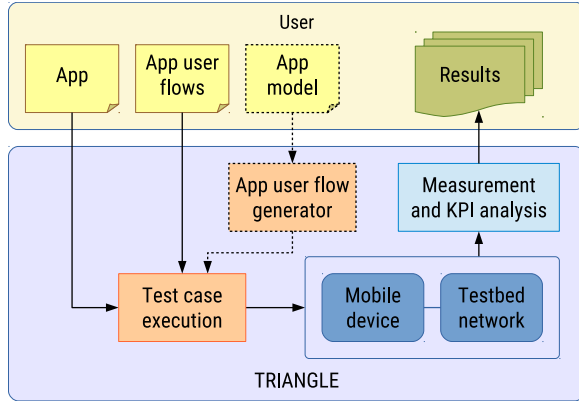 User
App
App user
flows
App
model
Results
App user flow
generator
Measurement
and KPI analysis
Test case
execution
Mobile
device
Testbed
network
TRIANGLE